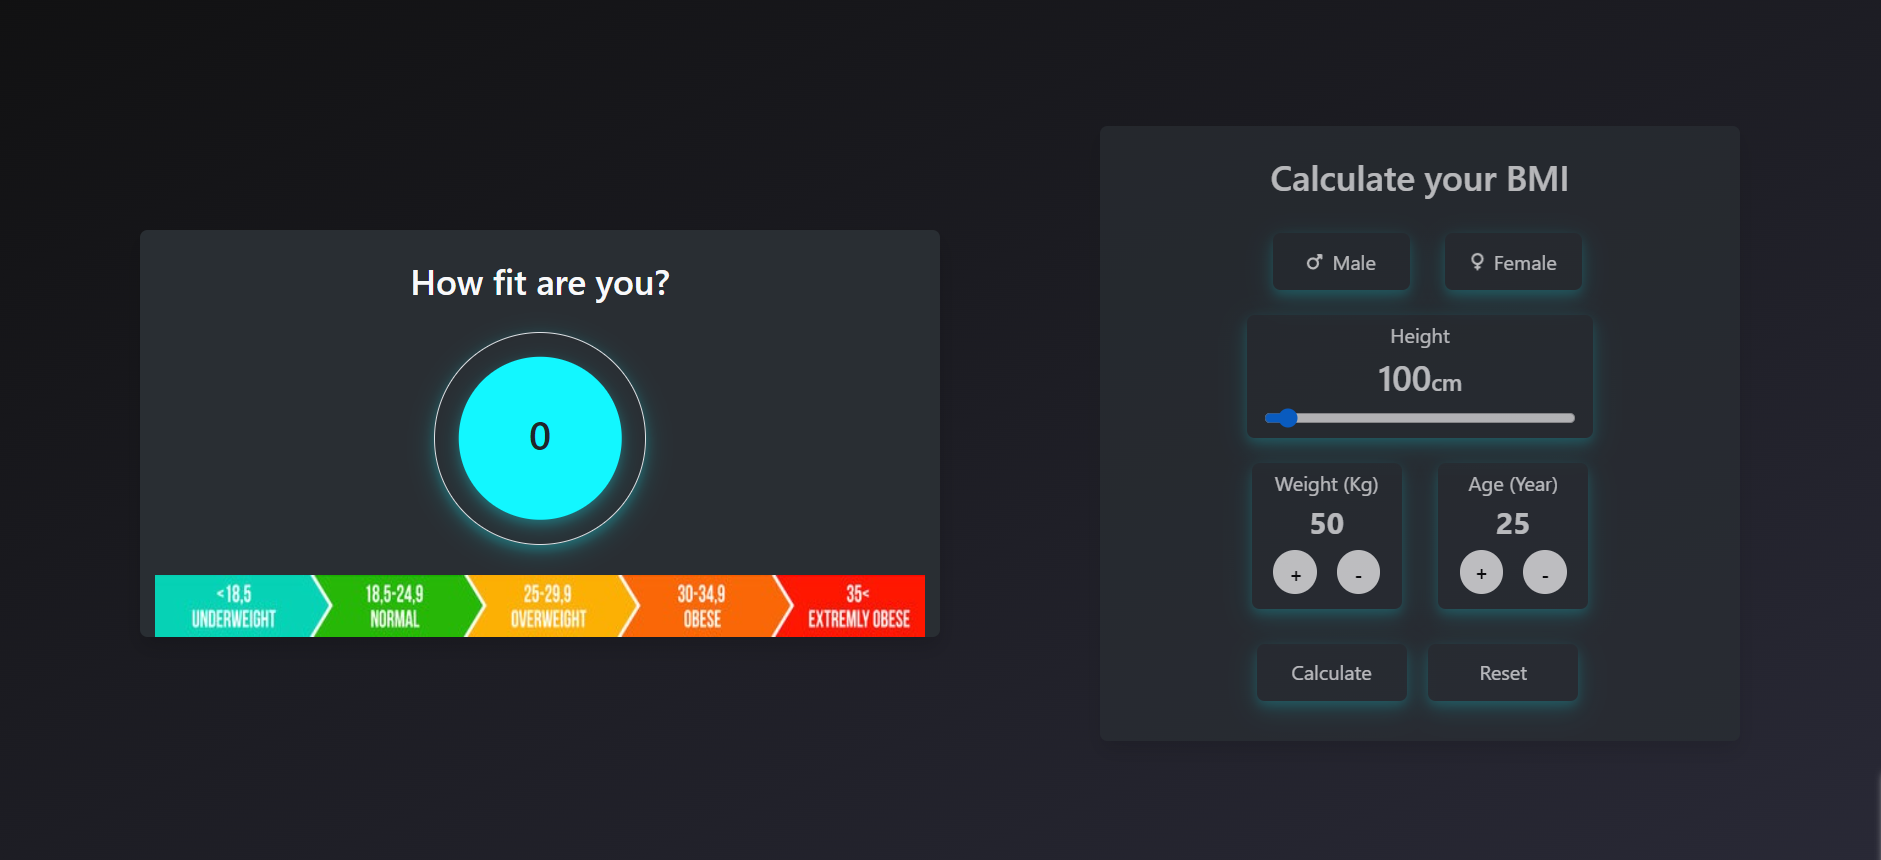 How fit are you?
0
<18,5
UNDERWEIGHT
18,5-24,9
NORMAL
25-29,9
OVERWEIGHT
30-34,9
OBESE
35<
EXTREMLY OBESE
Calculate your BMI
♂ Male
♀ Female
Height
100cm
Weight (Kg)
50
+ -
Age (Year)
25
+ -
Calculate
Reset